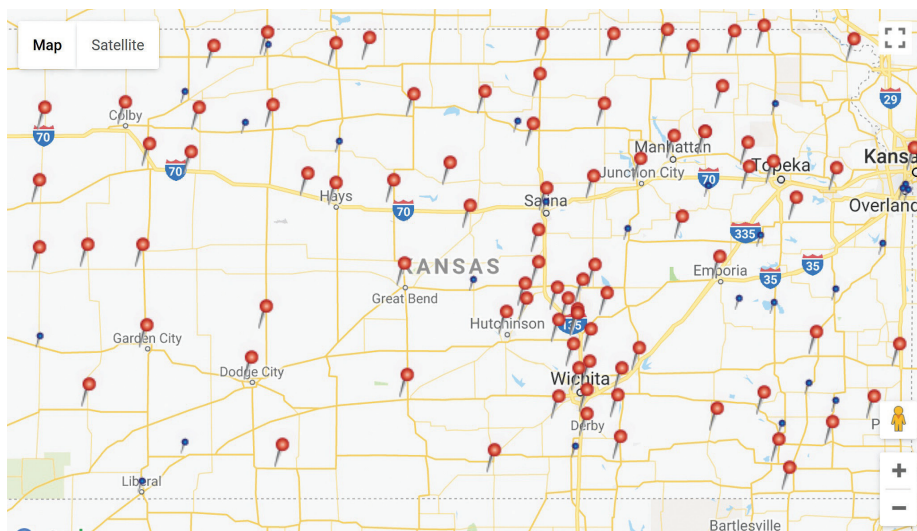 Map Satellite
29
Colby
70
Manhattan
Kansa
Topeka
70
Junction City
70
Hays
70
Salina
Overland
335
KANSAS
Emporia
35
35
Great Bend
Hutchinson
135
Garden City
Dodge City
Wichita
Derby
P
Liberal
Bartlesville